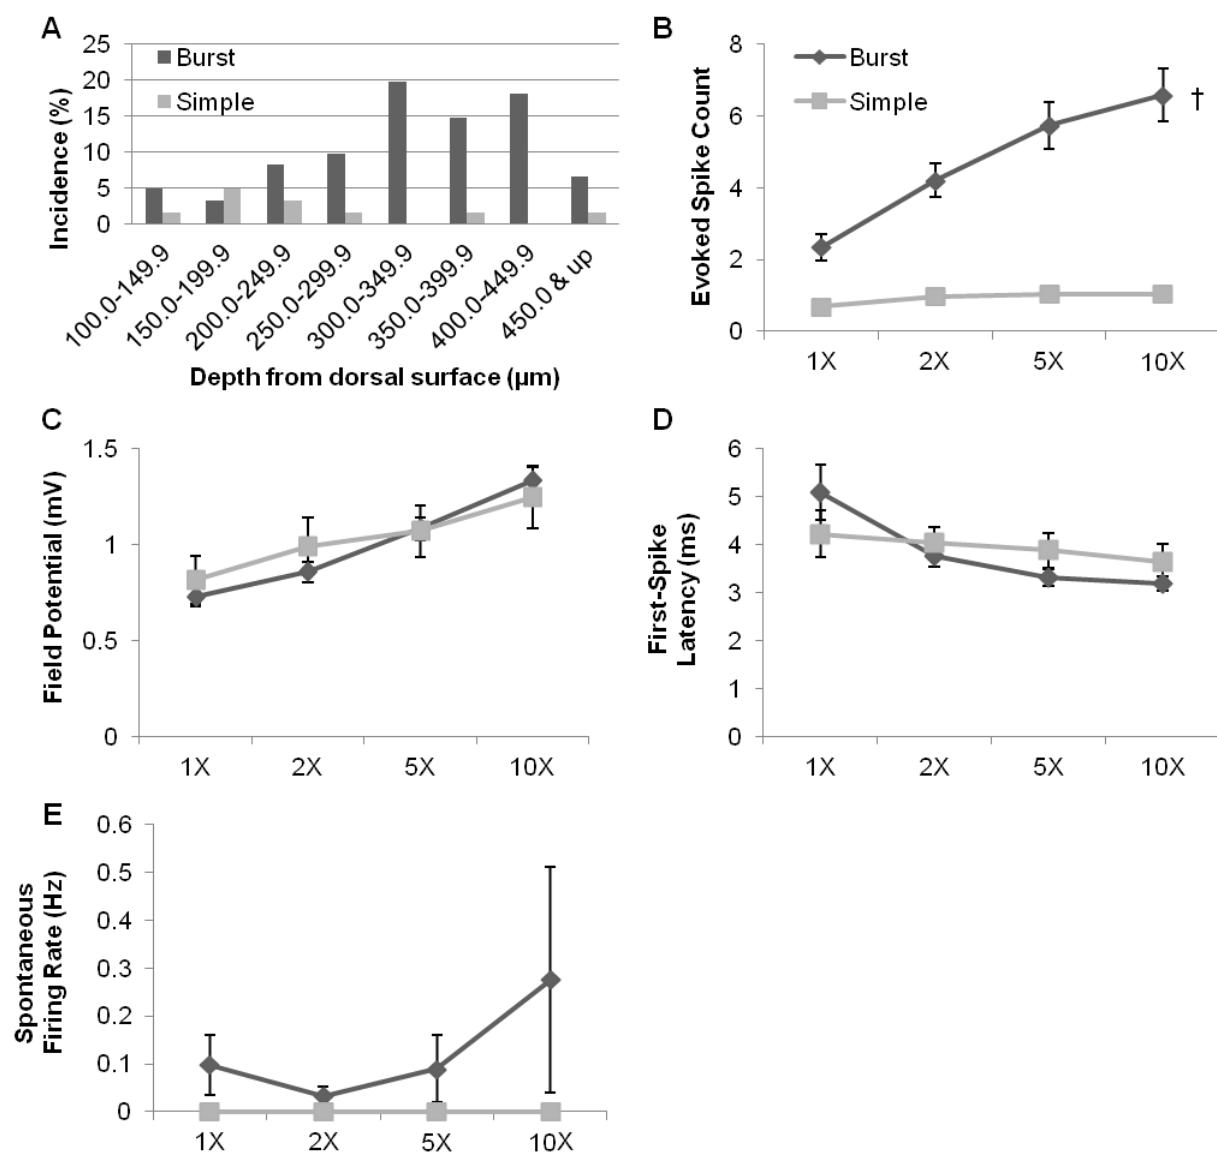 A
25
20
15
10
5
0
Incidence (%)
Burst
Simple
100.0-149.9
150.0-199.9
200.0-249.9
250.0-299.9
300.0-349.9
350.0-399.9
400.0-449.9
450.0 & up
Depth from dorsal surface (µm)
B
8
6
4
2
0
Evoked Spike Count
Burst
Simple
†
1X
2X
5X
10X
C
1.5
1
0.5
0
Field Potential (mV)
1X
2X
5X
10X
D
6
5
4
3
2
1
0
First-Spike
Latency (ms)
1X
2X
5X
10X
E
0.6
0.5
0.4
0.3
0.2
0.1
0
Spontaneous
Firing Rate (Hz)
1X
2X
5X
10X